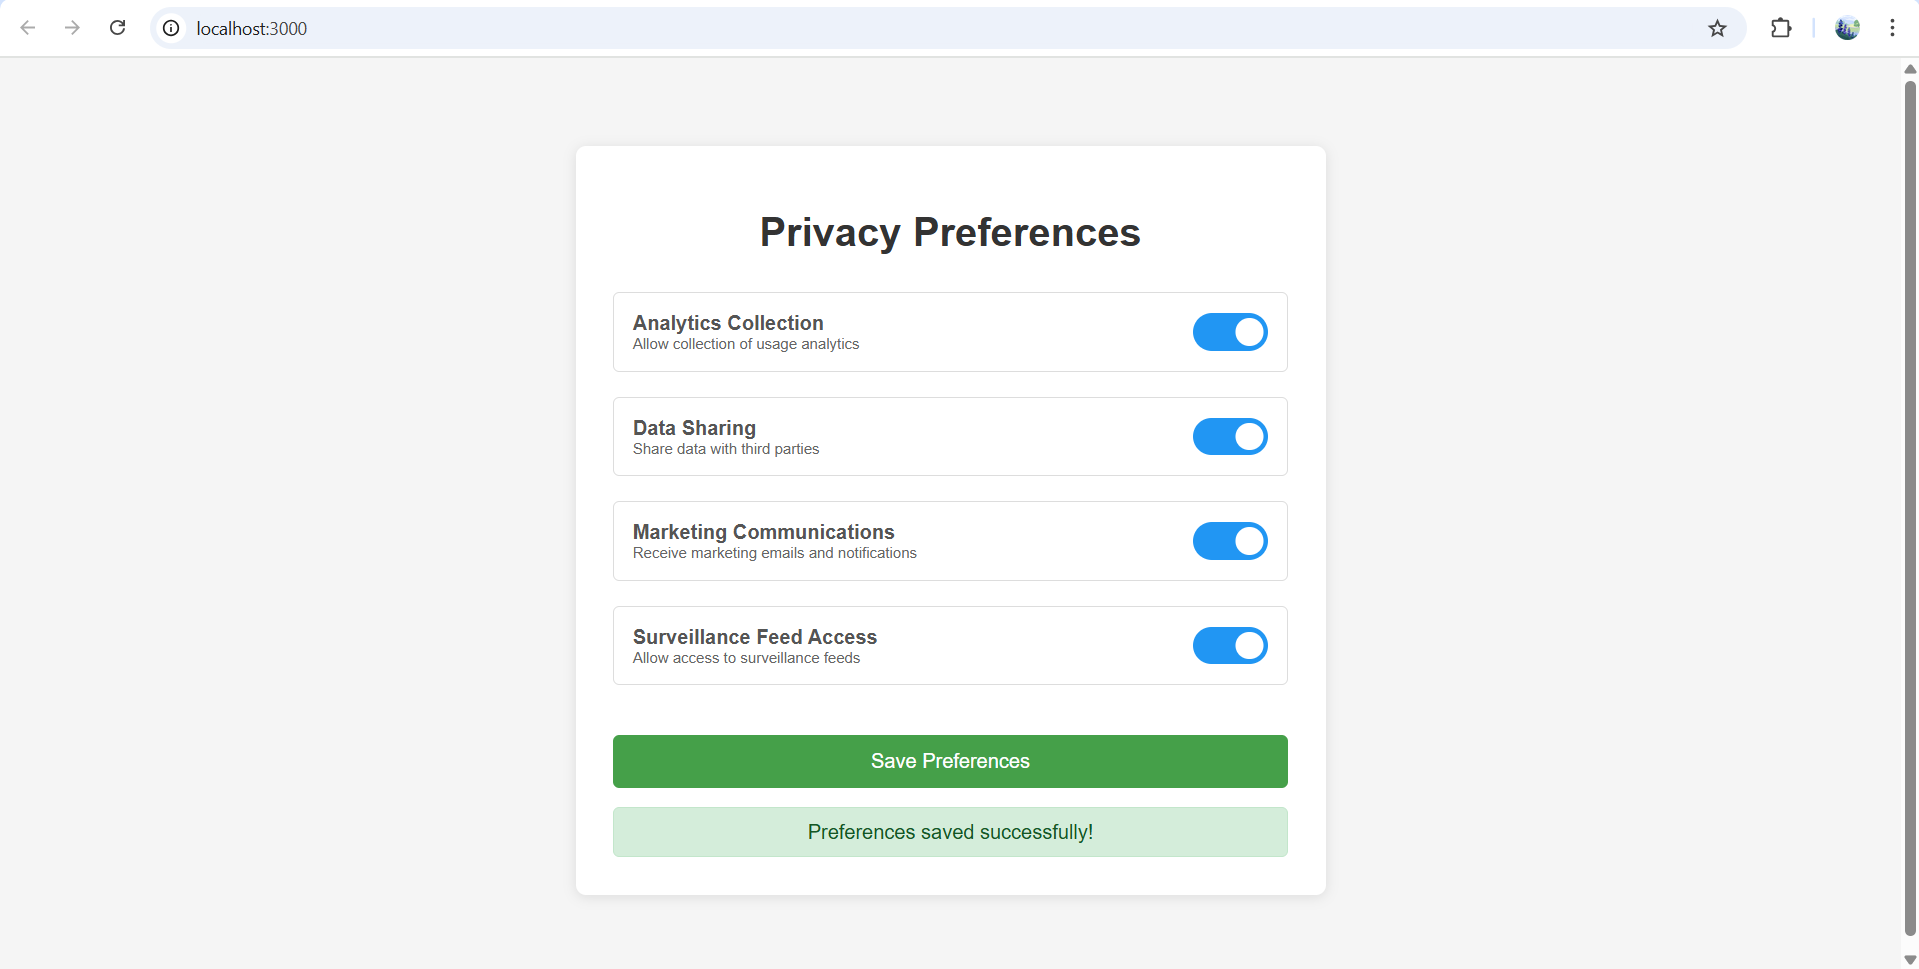 localhost:3000
Privacy Preferences
Analytics Collection
Allow collection of usage analytics
Data Sharing
Share data with third parties
Marketing Communications
Receive marketing emails and notifications
Surveillance Feed Access
Allow access to surveillance feeds
Save Preferences
Preferences saved successfully!